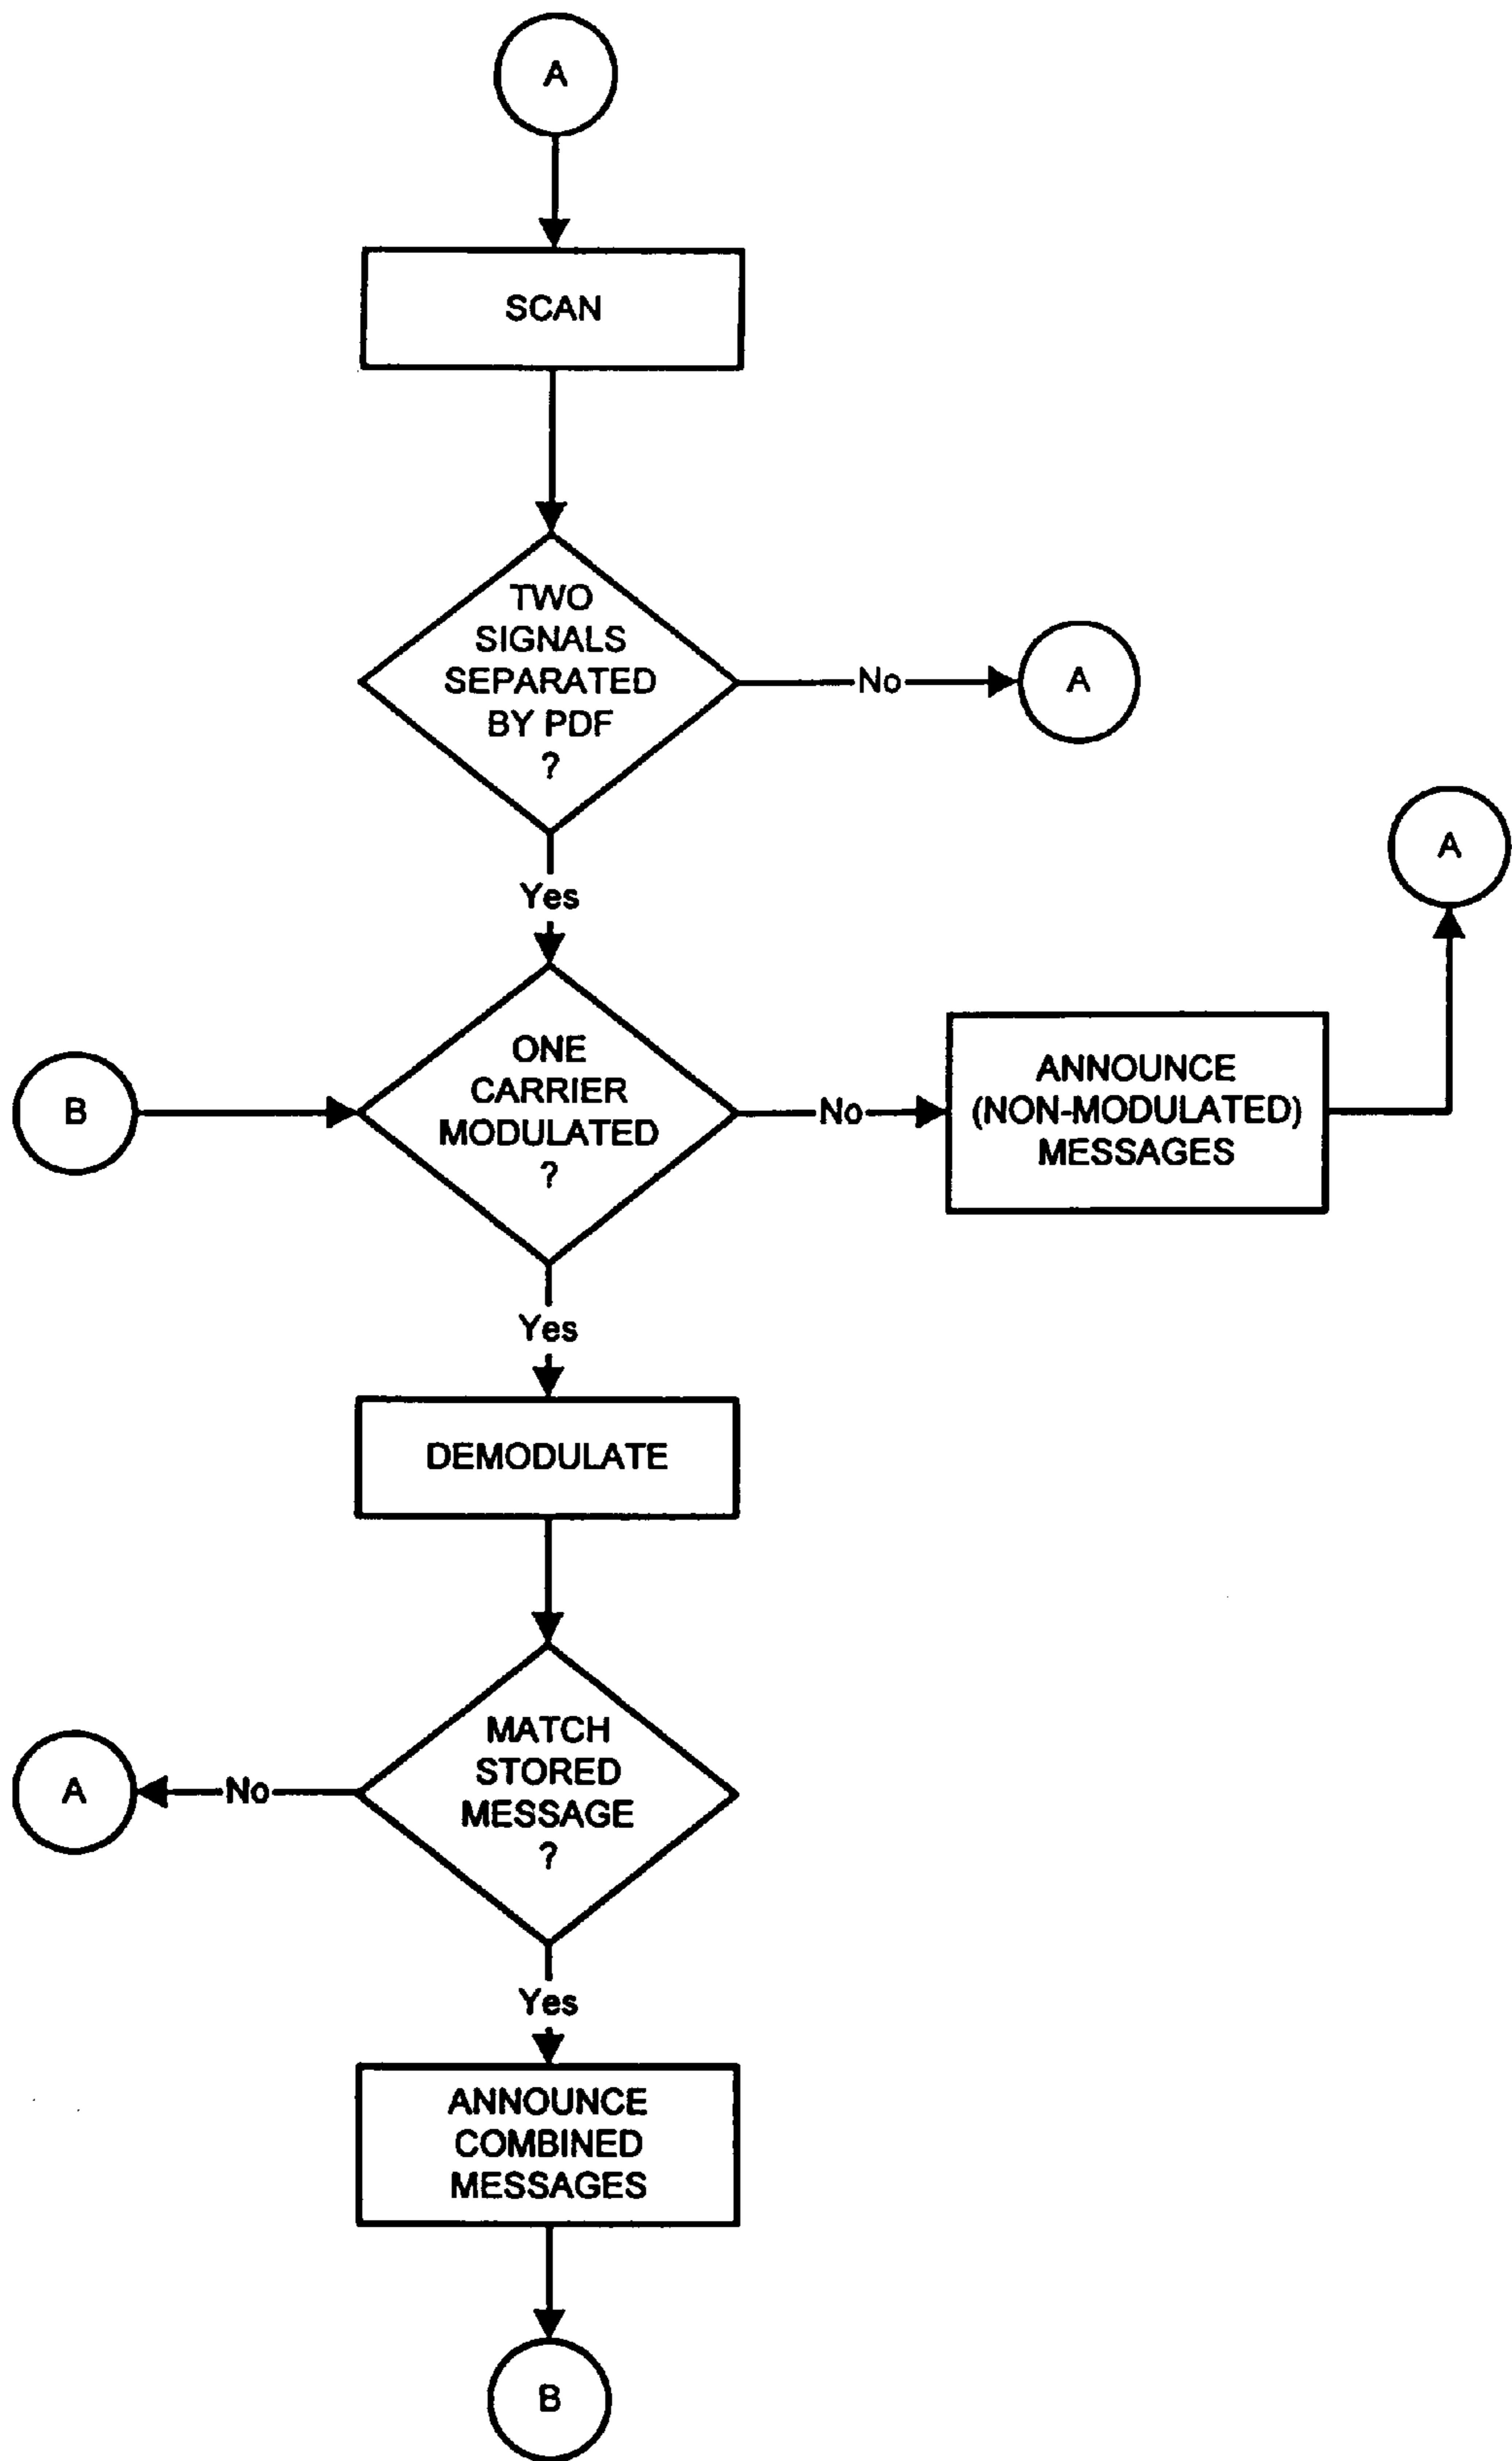 A
SCAN
TWO
SIGNALS
SEPARATED
BY PDF
?
No
A
Yes
A
ONE
CARRIER
MODULATED
?
B
No
ANNOUNCE
(NON-MODULATED)
MESSAGES
Yes
DEMODULATE
MATCH
STORED
MESSAGE
?
No
A
Yes
ANNOUNCE
COMBINED
MESSAGES
B